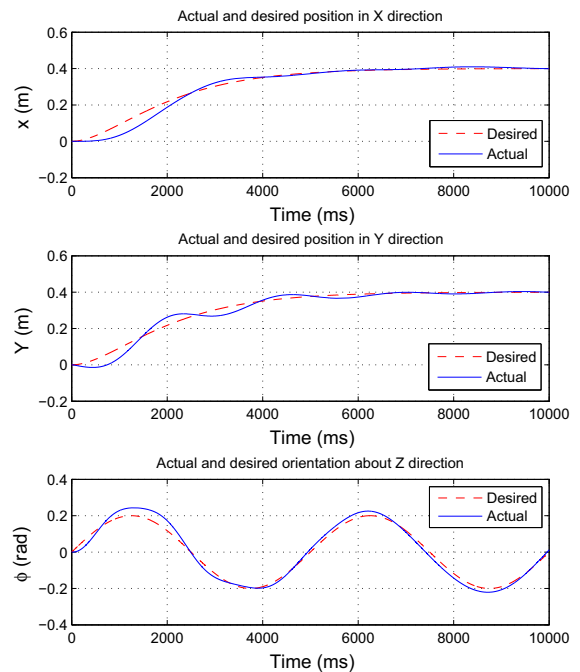 Actual and desired position in X direction
0.6
0.4
0.2
0
−0.2
x (m)
0 2000 4000 6000 8000 10000
Time (ms)
Desired
Actual
Actual and desired position in Y direction
0.6
0.4
0.2
0
−0.2
Y (m)
0 2000 4000 6000 8000 10000
Time (ms)
Desired
Actual
Actual and desired orientation about Z direction
0.4
0.2
0
−0.2
−0.4
ϕ (rad)
0 2000 4000 6000 8000 10000
Time (ms)
Desired
Actual